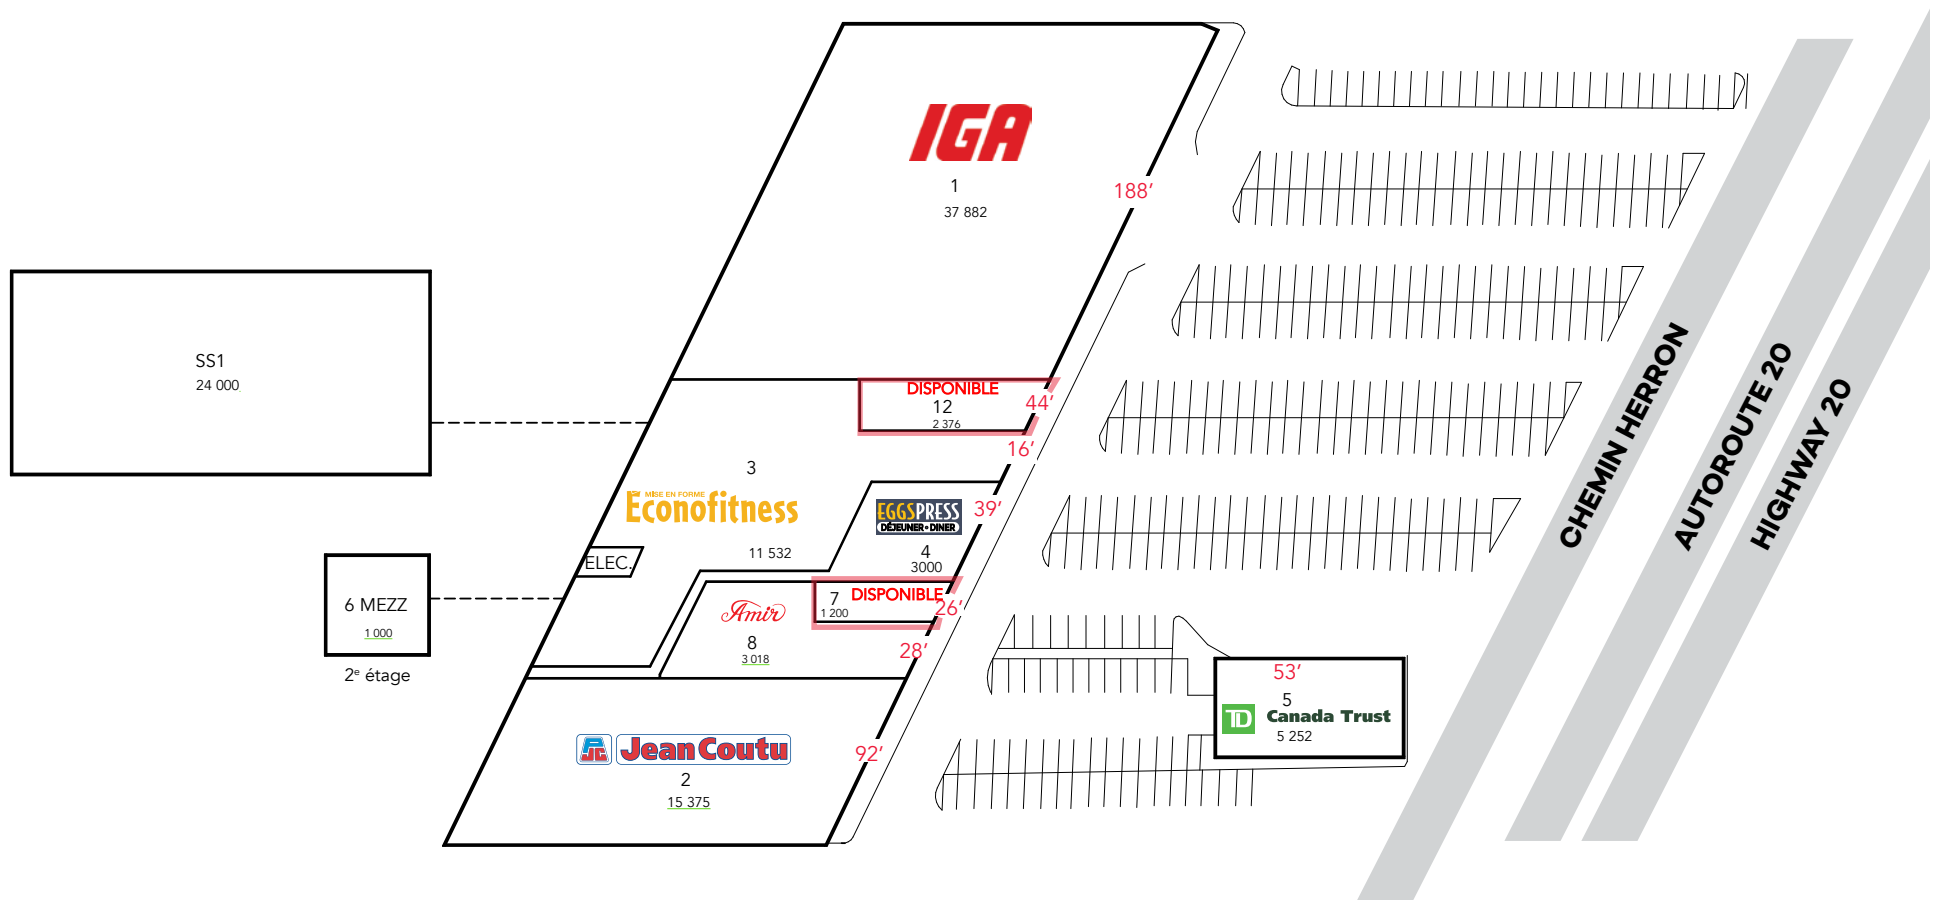 IGA
1
37 882
188'
SS1
24 000
DISPONIBLE
12
2 376
44'
16'
3
MISE EN FORME
Éconofitness
11 532
ELEC.
EGGSPRESS
DÉJEUNER • DINER
4
3000
39'
7
1 200
DISPONIBLE
26'
Amir
8
3 018
28'
6 MEZZ
1 000
2e étage
PJC
Jean Coutu
2
15 375
92'
53'
5
TD Canada Trust
5 252
CHEMIN HERRON
AUTOROUTE 20
HIGHWAY 20